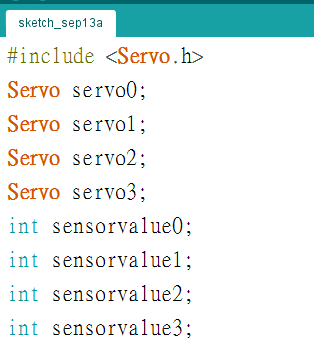 sketch_sep13a
#include <Servo.h>
Servo servo0;
Servo servo1;
Servo servo2;
Servo servo3;
int sensorvalue0;
int sensorvalue1;
int sensorvalue2;
int sensorvalue3;